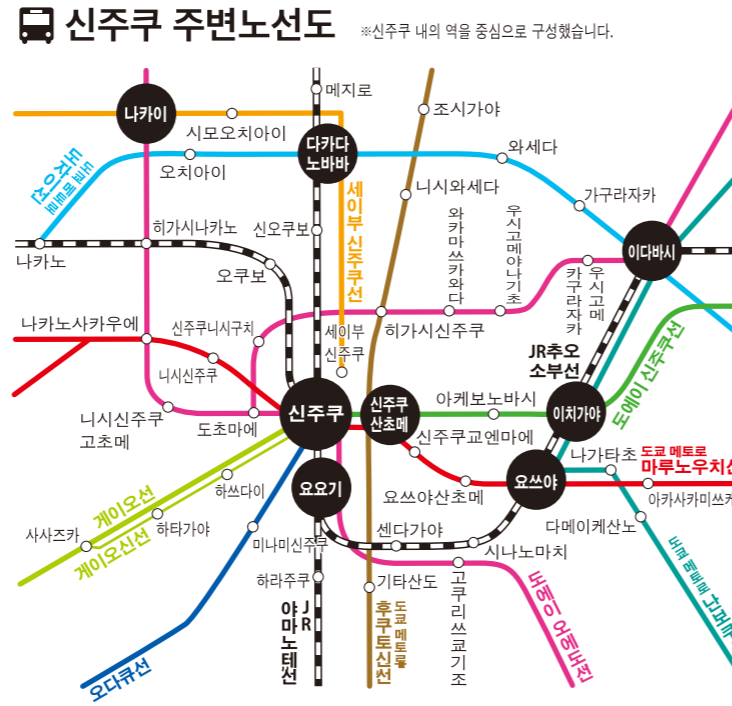 신주쿠 주변노선도
※신주쿠 내의 역을 중심으로 구성했습니다.
메지로
조시가야
나카이
시모오치아이
다카다
노바바
와세다
도쿄 메트로
도자이선
오치아이
니시와세다
가구라자카
세이부 신주쿠선
와카마쓰카와다
우시고메야나기초
히가시나카노
신오쿠보
이다바시
나카노
오쿠보
우시고메
카구라자카
나카노사카우에
신주쿠니시구치
세이부
신주쿠
히가시신주쿠
JR추오
소부선
도에이 신주쿠선
니시신주쿠
아케보노바시
신주쿠
신주쿠
산초메
이치가야
니시신주쿠
고초메
도초마에
신주쿠교엔마에
나가타초
도쿄 메트로
마루노우치선
하쓰다이
요요기
요쓰야산초메
요쓰야
아카사카미쓰케
게이오선
사사즈카
하타가야
게이오신선
미나미신주쿠
센다가야
시나노마치
다메이케산노
하라주쿠
기타산도
고쿠리쓰쿄기조
JR
야마노테선
도쿄 메트로
후쿠토신선
도에이 오에도선
오다큐선